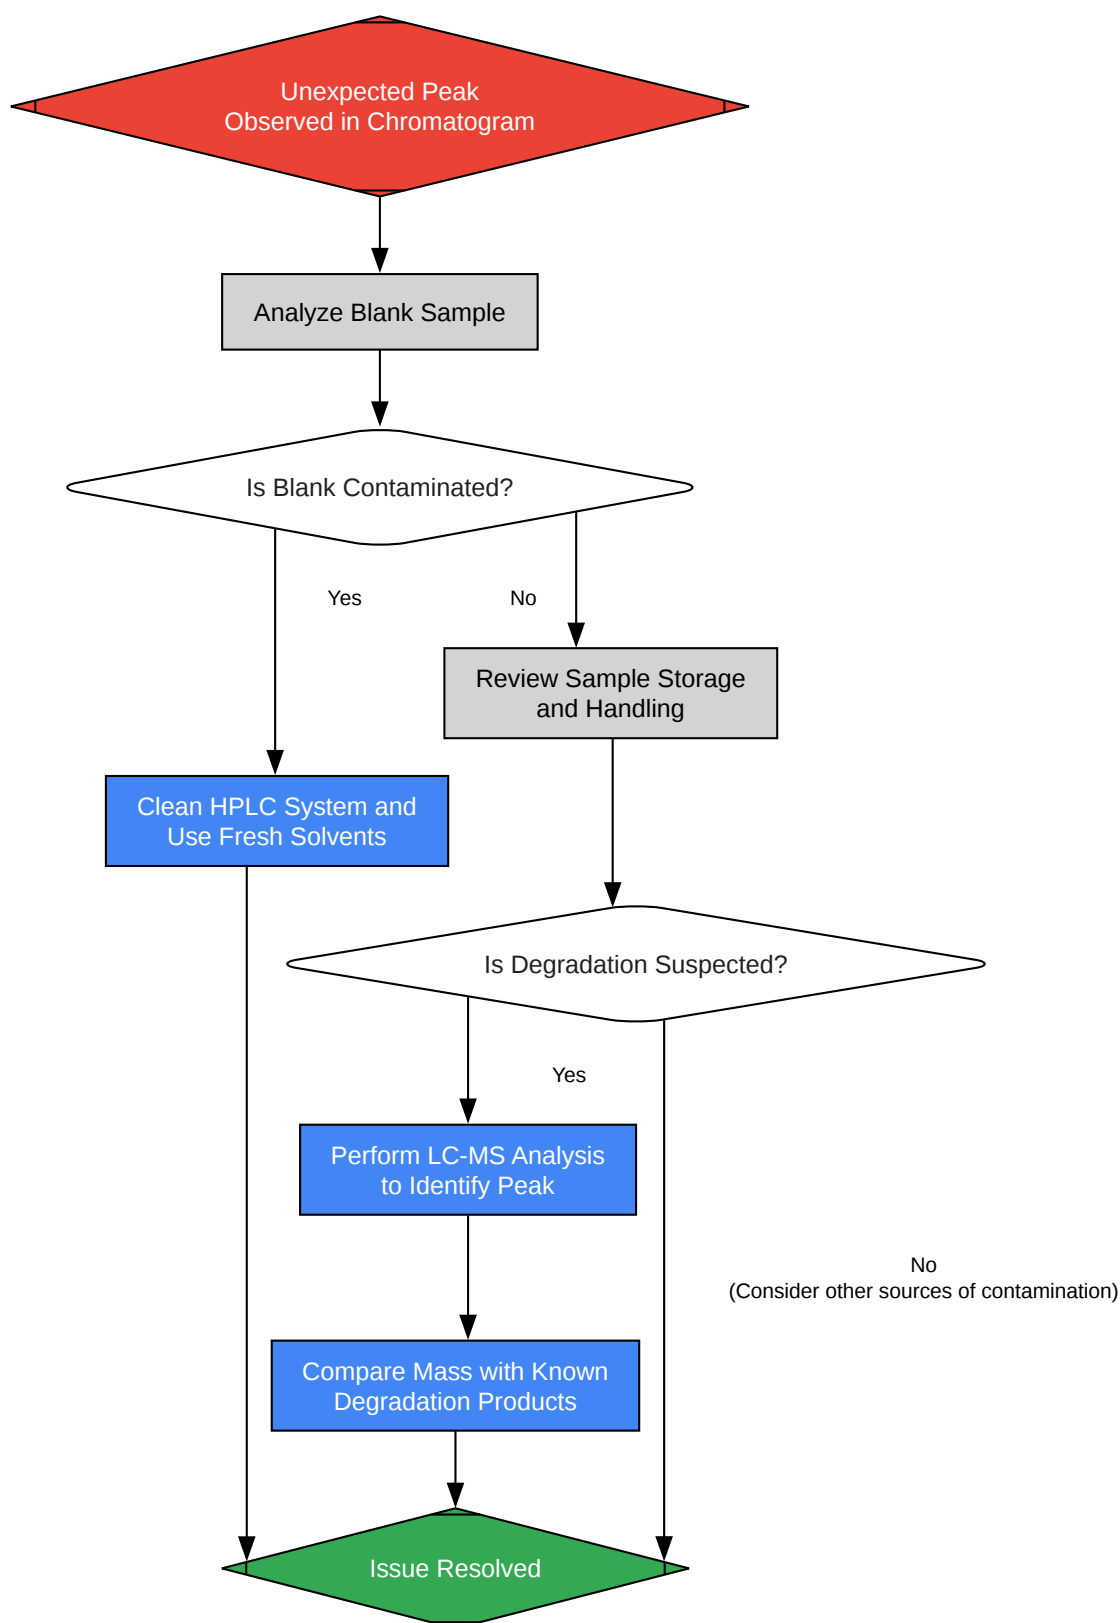 Unexpected Peak
Observed in Chromatogram
Analyze Blank Sample
Is Blank Contaminated?
Yes
No
Review Sample Storage
and Handling
Clean HPLC System and
Use Fresh Solvents
Is Degradation Suspected?
Yes
Perform LC-MS Analysis
to Identify Peak
No
(Consider other sources of contamination)
Compare Mass with Known
Degradation Products
Issue Resolved